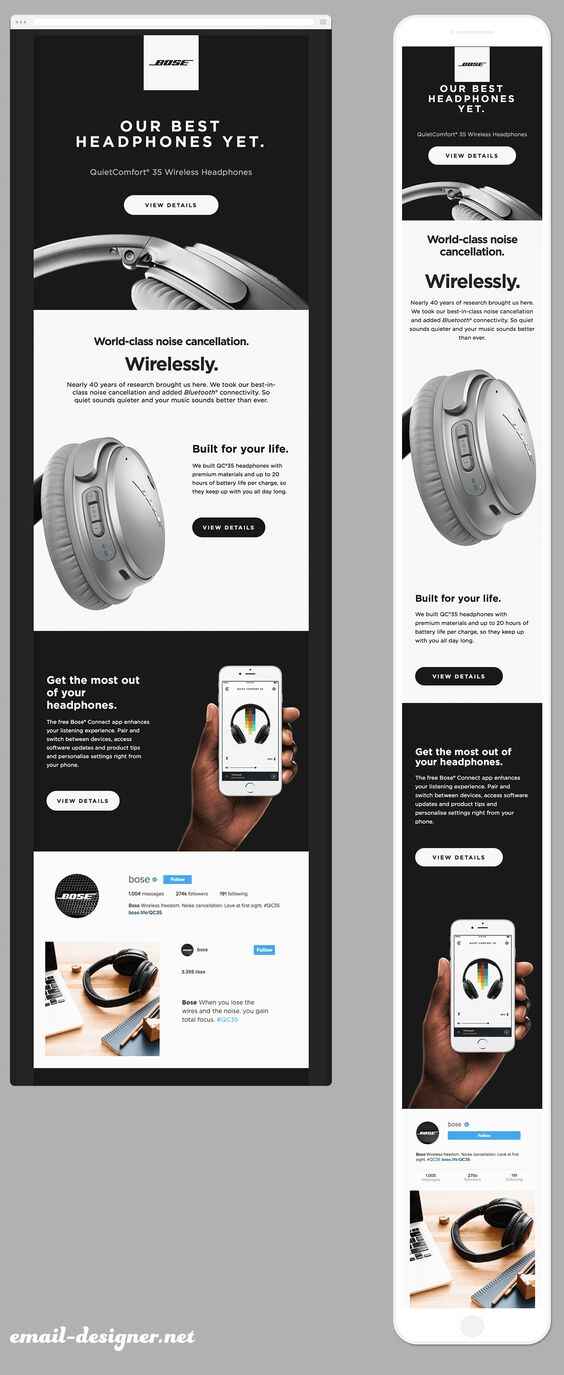 BOSE
OUR BEST
HEADPHONES YET.
QuietComfort® 35 Wireless Headphones
VIEW DETAILS
World-class noise cancellation.
Wirelessly.
Nearly 40 years of research brought us here. We took our best-in-
class noise cancellation and added Bluetooth® connectivity. So
quiet sounds quieter and your music sounds better than ever.
Built for your life.
We built QC®35 headphones with
premium materials and up to 20
hours of battery life per charge, so
they keep up with you all day long.
VIEW DETAILS
Get the most out
of your
headphones.
The free Bose® Connect app enhances
your listening experience. Pair and
switch between devices, access
software updates and product tips
and personalise settings right from
your phone.
VIEW DETAILS
BOSE
bose
Follow
1.004 messages 274k followers 191 following
Bose Wireless freedom. Noise cancellation. Love at first sight. #QC35
bose.life/QC35
bose
Follow
3.395 likes
Bose When you lose the
wires and the noise, you gain
total focus. #QC35
BOSE
OUR BEST
HEADPHONES
YET.
QuietComfort® 35 Wireless Headphones
VIEW DETAILS
World-class noise
cancellation.
Wirelessly.
Nearly 40 years of research brought us here.
We took our best-in-class noise cancellation
and added Bluetooth® connectivity. So quiet
sounds quieter and your music sounds better
than ever.
Built for your life.
We built QC®35 headphones with
premium materials and up to 20 hours of
battery life per charge, so they keep up
with you all day long.
VIEW DETAILS
Get the most out of
your headphones.
The free Bose® Connect app enhances
your listening experience. Pair and
switch between devices, access software
updates and product tips and
personalise settings right from your
phone.
VIEW DETAILS
BOSE
bose
Follow
Bose Wireless freedom. Noise cancellation. Love at first
sight. #QC35 bose.life/QC35
messages followers following
email-designer.net